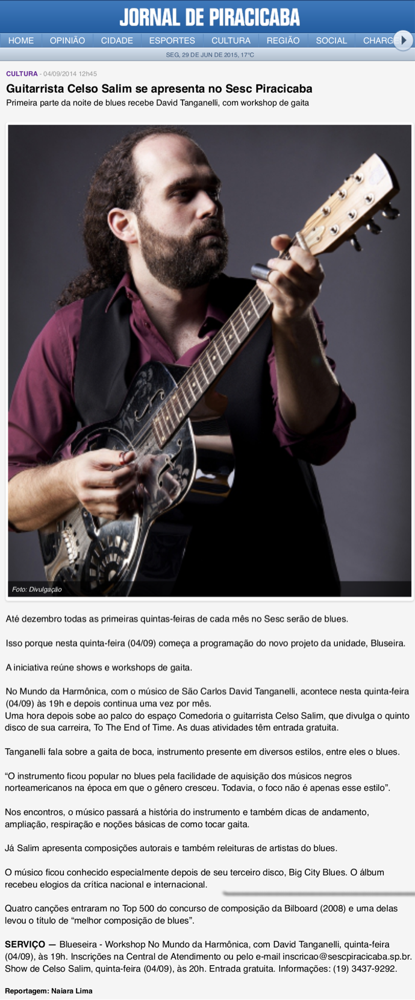 JORNAL DE PIRACICABA
HOME OPINIÃO CIDADE ESPORTES CULTURA REGIÃO SOCIAL CHARGE
SEG, 29 DE JUN DE 2015, 17°C
CULTURA - 04/09/2014 12h45
Guitarrista Celso Salim se apresenta no Sesc Piracicaba
Primeira parte da noite de blues recebe David Tanganelli, com workshop de gaita
Foto: Divulgação
Até dezembro todas as primeiras quintas-feiras de cada mês no Sesc serão de blues.
Isso porque nesta quinta-feira (04/09) começa a programação do novo projeto da unidade, Bluseira.
A iniciativa reúne shows e workshops de gaita.
No Mundo da Harmônica, com o músico de São Carlos David Tanganelli, acontece nesta quinta-feira
(04/09) às 19h e depois continua uma vez por mês.
Uma hora depois sobe ao palco do espaço Comedoria o guitarrista Celso Salim, que divulga o quinto
disco de sua carreira, To The End of Time. As duas atividades têm entrada gratuita.
Tanganelli fala sobre a gaita de boca, instrumento presente em diversos estilos, entre eles o blues.
“O instrumento ficou popular no blues pela facilidade de aquisição dos músicos negros
norteamericanos na época em que o gênero cresceu. Todavia, o foco não é apenas esse estilo”.
Nos encontros, o músico passará a história do instrumento e também dicas de andamento,
ampliação, respiração e noções básicas de como tocar gaita.
Já Salim apresenta composições autorais e também releituras de artistas do blues.
O músico ficou conhecido especialmente depois de seu terceiro disco, Big City Blues. O álbum
recebeu elogios da crítica nacional e internacional.
Quatro canções entraram no Top 500 do concurso de composição da Bilboard (2008) e uma delas
levou o título de “melhor composição de blues”.
SERVIÇO — Blueseira - Workshop No Mundo da Harmônica, com David Tanganelli, quinta-feira
(04/09), às 19h. Inscrições na Central de Atendimento ou pelo e-mail inscricao@sescpiracicaba.sp.br.
Show de Celso Salim, quinta-feira (04/09), às 20h. Entrada gratuita. Informações: (19) 3437-9292.
Reportagem: Naiara Lima